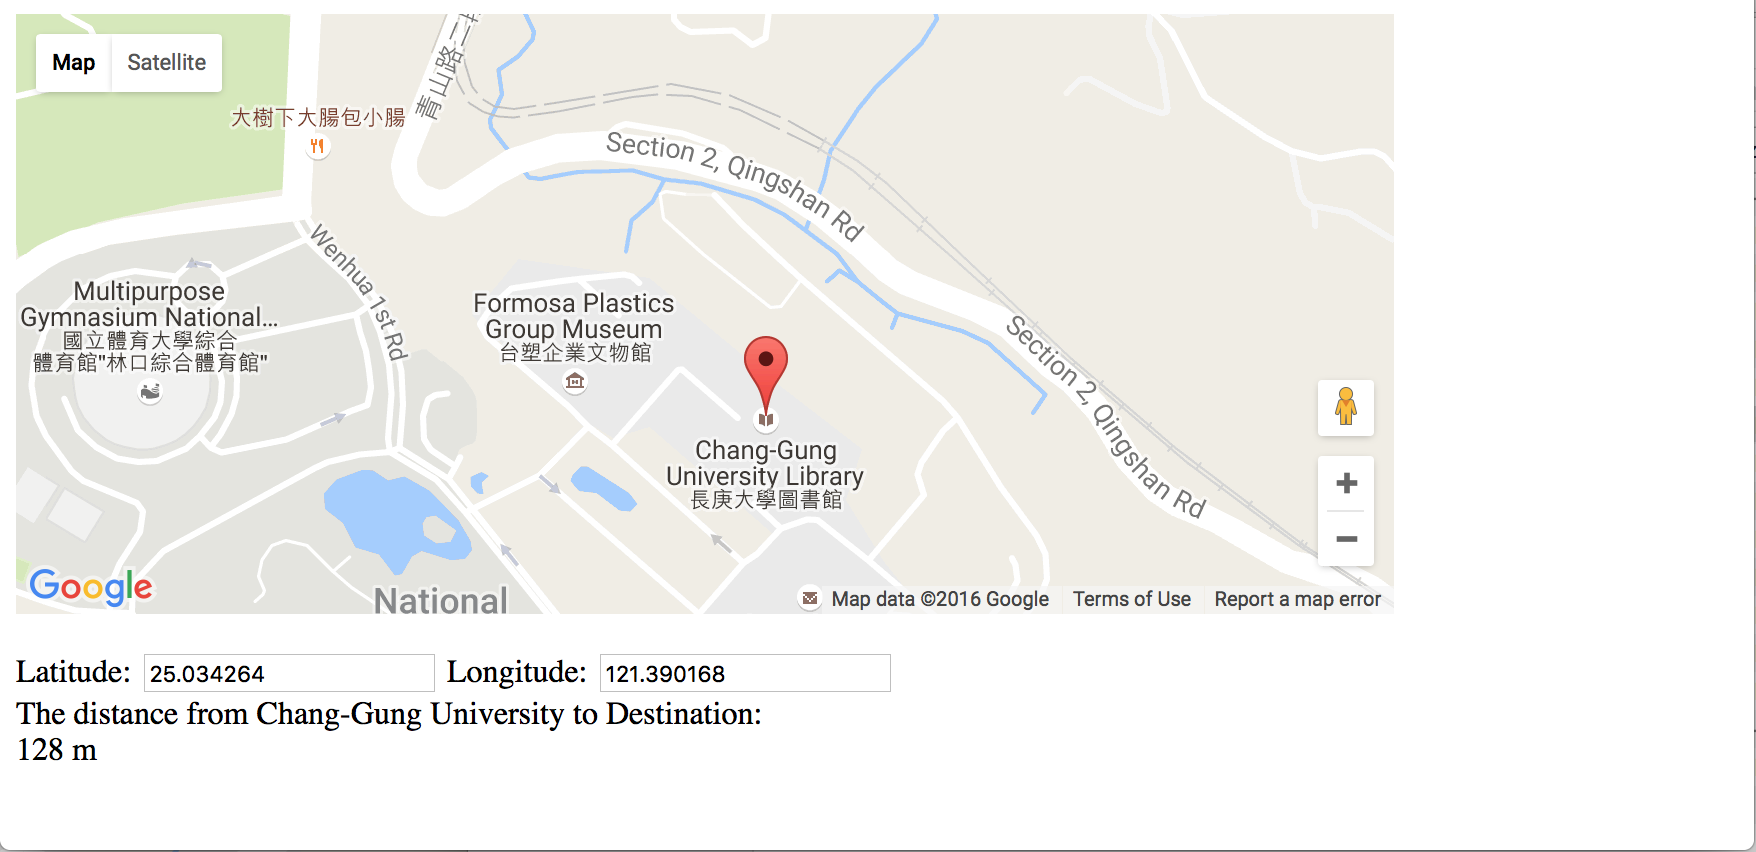 Map Satellite
大樹下大腸包小腸
青山路二
Section 2, Qingshan Rd
Wenhua 1st Rd
Multipurpose
Gymnasium National...
國立體育大學綜合
體育館"林口綜合體育館"
Formosa Plastics
Group Museum
台塑企業文物館
Section 2, Qingshan Rd
Chang-Gung
University Library
長庚大學圖書館
National
Google
Map data ©2016 Google Terms of Use Report a map error
Latitude: 25.034264 Longitude: 121.390168
The distance from Chang-Gung University to Destination:
128 m